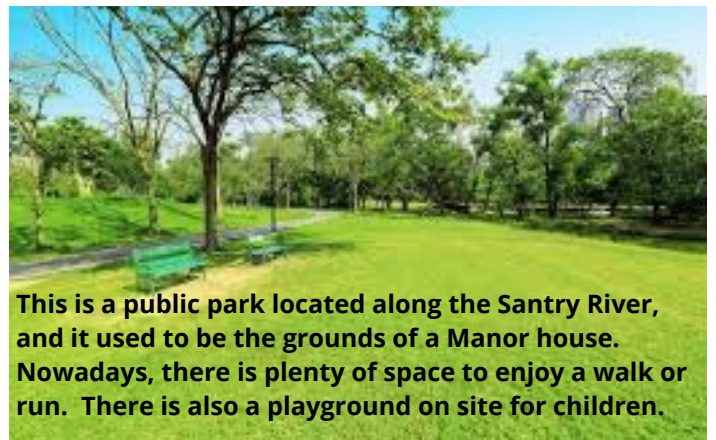 This is a public park located along the Santry River,
and it used to be the grounds of a Manor house.
Nowadays, there is plenty of space to enjoy a walk or
run.  There is also a playground on site for children.